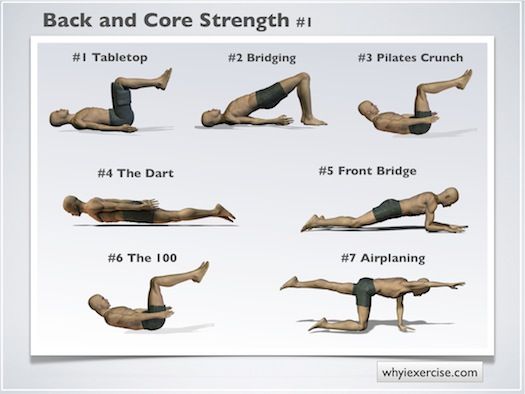 Back and Core Strength #1
#1 Tabletop
#2 Bridging
#3 Pilates Crunch
#4 The Dart
#5 Front Bridge
#6 The 100
#7 Airplaning
whyiexercise.com